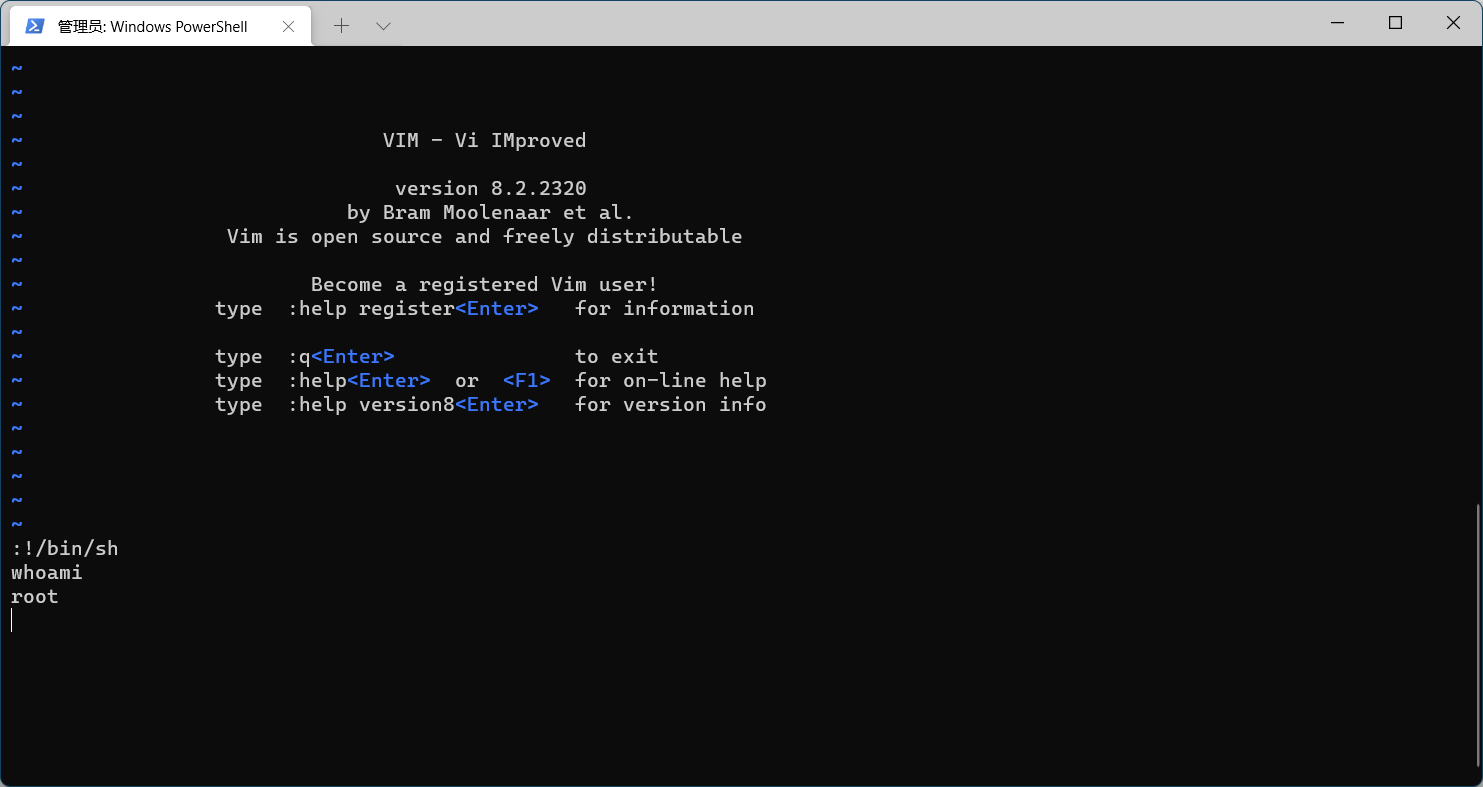 管理员: Windows PowerShell
~
~
~
~ VIM - Vi IMproved
~
~ version 8.2.2320
~ by Bram Moolenaar et al.
~ Vim is open source and freely distributable
~
~ Become a registered Vim user!
~ type  :help register<Enter>   for information
~
~ type  :q<Enter>               to exit
~ type  :help<Enter>  or  <F1>  for on-line help
~ type  :help version8<Enter>   for version info
~
~
~
~
~
:!/bin/sh
whoami
root